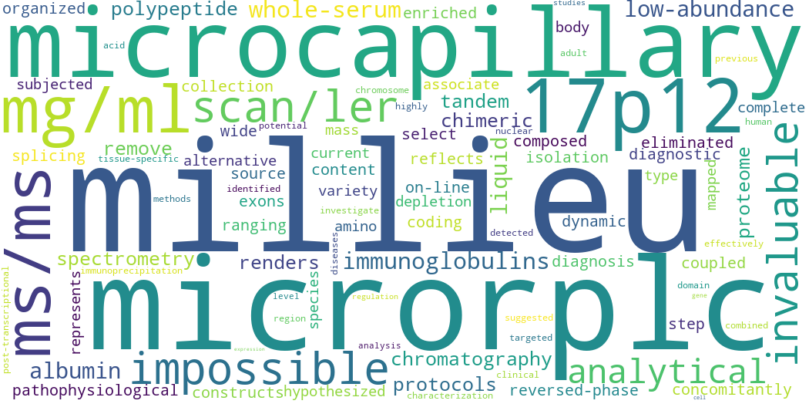 organized polypeptide whole-serum enriched studies low-abundance
microcapillary
acid body adult previous
subjected collection associate chromosome
mg/ml scan/ler highly tandem 17p12 complete
chimeric human
remove wide potential mass select nuclear composed eliminated
splicing tissue-specific alternative current reflects liquid isolation diagnostic
source content on-line type mapped proteome invaluable
ms/ms millieu
methods identified variety depletion
exons investigate amino coding dynamic
ranging diseases detected
spectrometry renders immunoglobulins diagnosis coupled effectively
immunoprecipitation
post-transcriptional represents microrplc
level species domain gene
region regulation suggested step combined
targeted
expression analysis
albumin impossible chromatography clinical analytical
pathophysiological constructs hypothesized protocols reversed-phase concomitantly
characterization cell